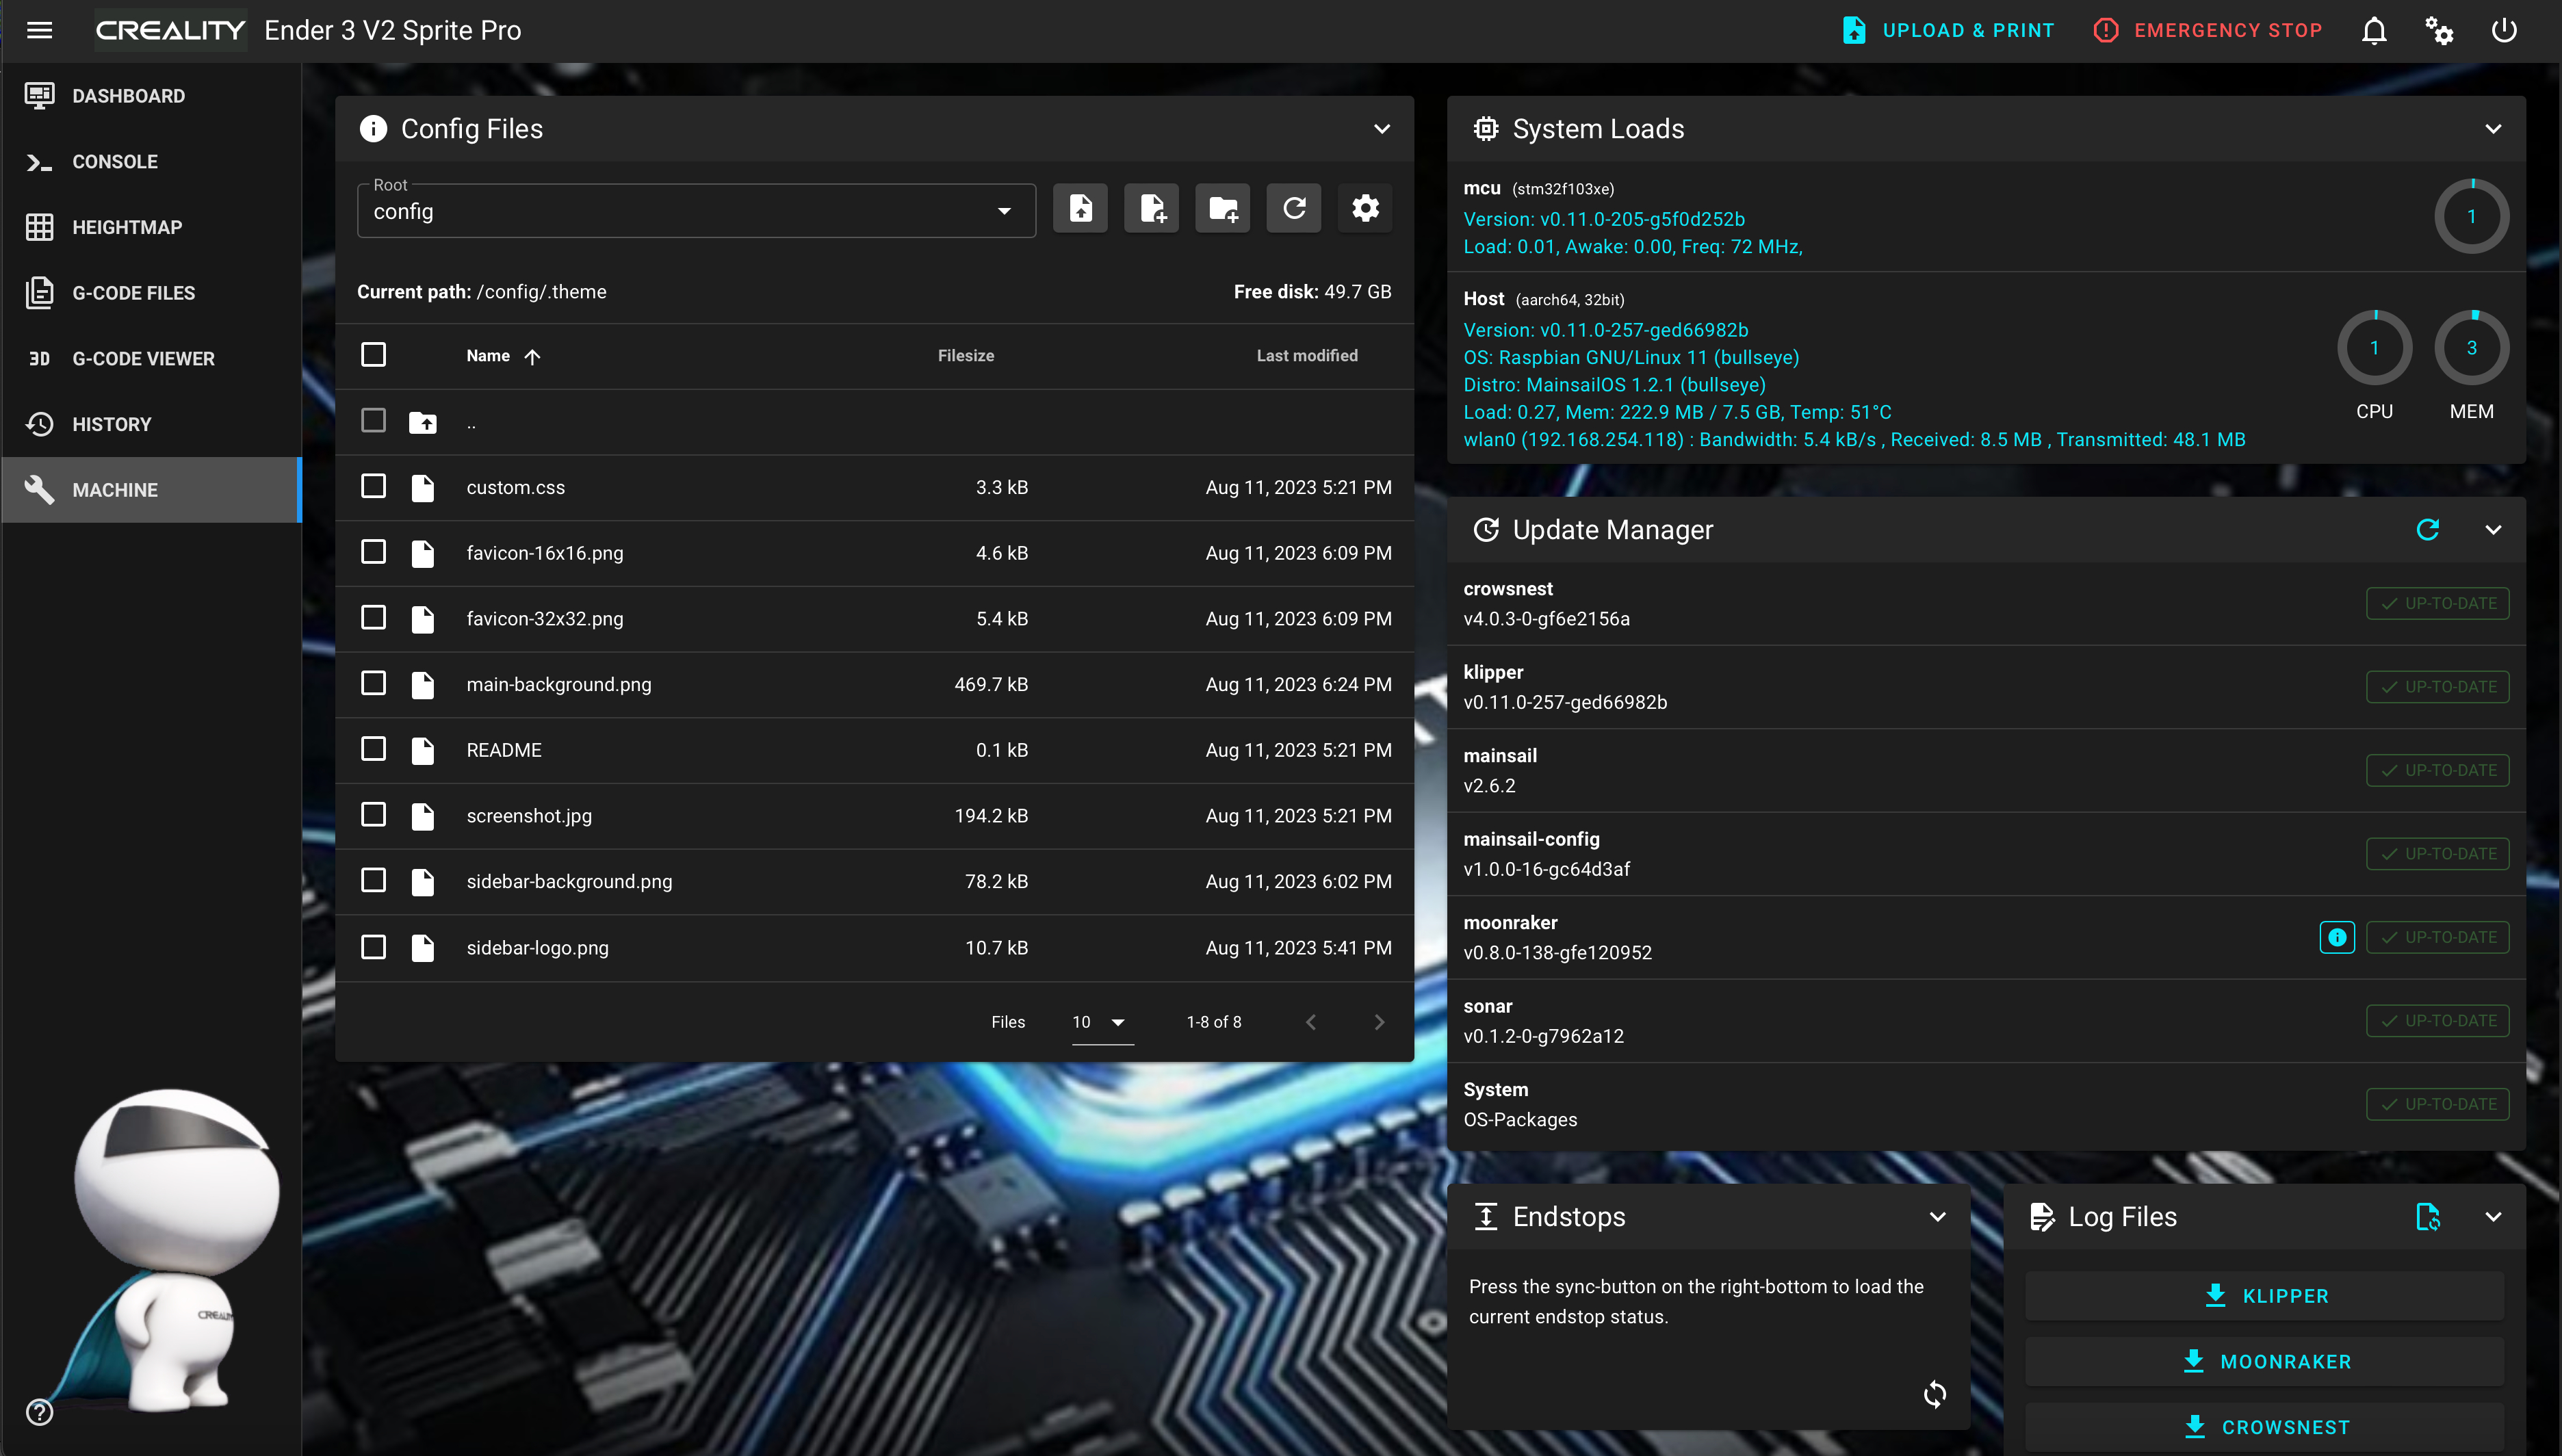 CREALITY Ender 3 V2 Sprite Pro
UPLOAD & PRINT
EMERGENCY STOP
DASHBOARD
CONSOLE
HEIGHTMAP
G-CODE FILES
3D G-CODE VIEWER
HISTORY
MACHINE
CREALITY
Config Files
Root
config
Current path: /config/.theme
Free disk: 49.7 GB
Name Filesize Last modified
..
custom.css 3.3 kB Aug 11, 2023 5:21 PM
favicon-16x16.png 4.6 kB Aug 11, 2023 6:09 PM
favicon-32x32.png 5.4 kB Aug 11, 2023 6:09 PM
main-background.png 469.7 kB Aug 11, 2023 6:24 PM
README 0.1 kB Aug 11, 2023 5:21 PM
screenshot.jpg 194.2 kB Aug 11, 2023 5:21 PM
sidebar-background.png 78.2 kB Aug 11, 2023 6:02 PM
sidebar-logo.png 10.7 kB Aug 11, 2023 5:41 PM
Files 10 1-8 of 8
System Loads
mcu (stm32f103xe)
Version: v0.11.0-205-g5f0d252b
Load: 0.01, Awake: 0.00, Freq: 72 MHz,
1
Host (aarch64, 32bit)
Version: v0.11.0-257-ged66982b
OS: Raspbian GNU/Linux 11 (bullseye)
Distro: MainsailOS 1.2.1 (bullseye)
Load: 0.27, Mem: 222.9 MB / 7.5 GB, Temp: 51°C
wlan0 (192.168.254.118) : Bandwidth: 5.4 kB/s , Received: 8.5 MB , Transmitted: 48.1 MB
1 3
CPU MEM
Update Manager
crowsnest
v4.0.3-0-gf6e2156a
UP-TO-DATE
klipper
v0.11.0-257-ged66982b
UP-TO-DATE
mainsail
v2.6.2
UP-TO-DATE
mainsail-config
v1.0.0-16-gc64d3af
UP-TO-DATE
moonraker
v0.8.0-138-gfe120952
UP-TO-DATE
sonar
v0.1.2-0-g7962a12
UP-TO-DATE
System
OS-Packages
UP-TO-DATE
Endstops
Press the sync-button on the right-bottom to load the
current endstop status.
Log Files
KLIPPER
MOONRAKER
CROWSNEST